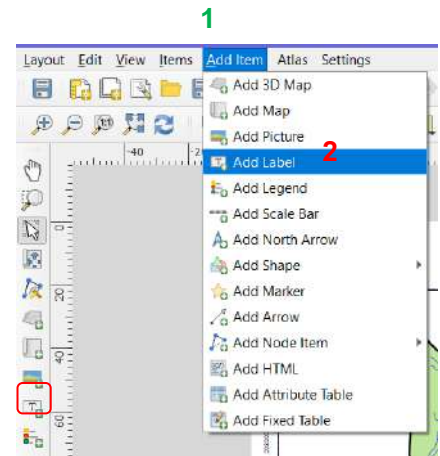 1
Layout Edit View Items Add Item Atlas Settings
Add 3D Map
Add Map
Add Picture
Add Label 2
Add Legend
Add Scale Bar
Add North Arrow
Add Shape
Add Marker
Add Arrow
Add Node Item
Add HTML
Add Attribute Table
Add Fixed Table
-40
0
20
40
60